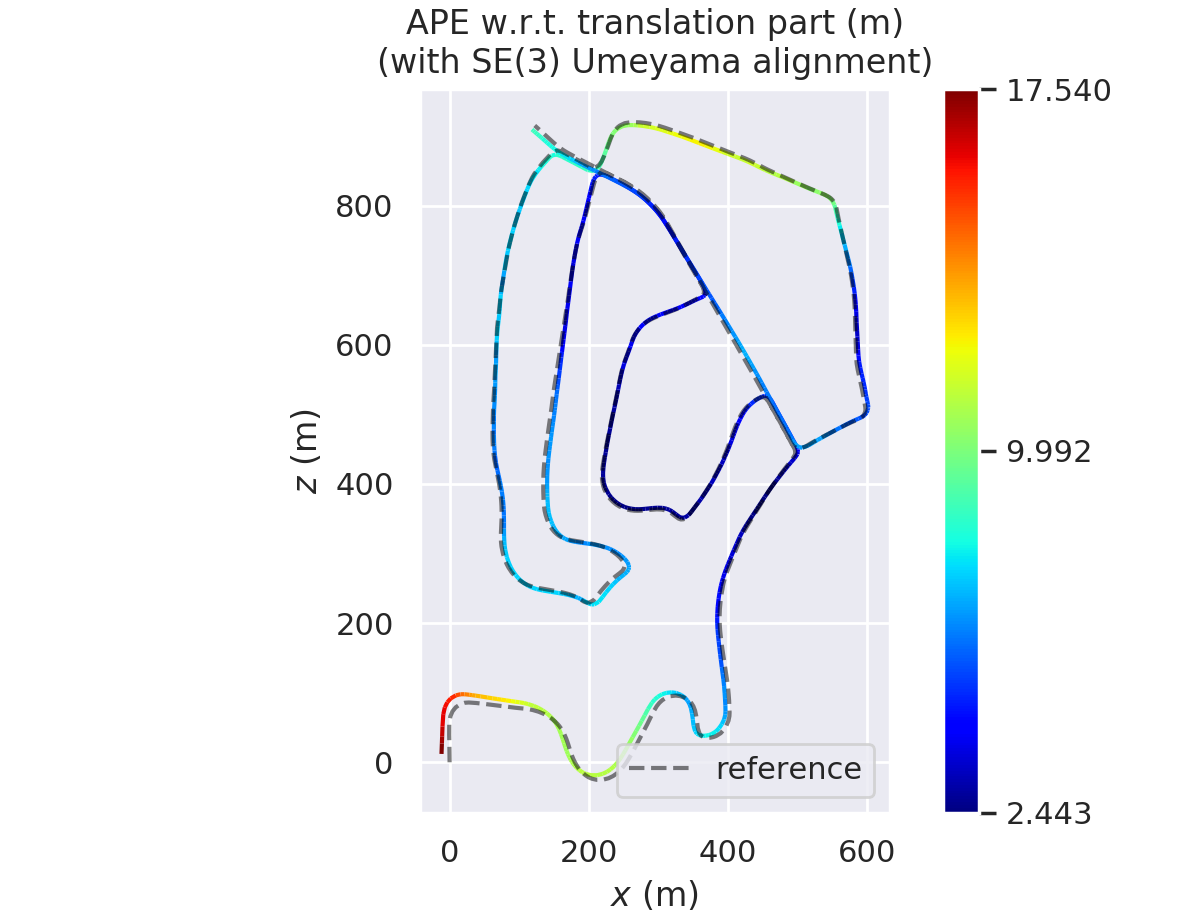 APE w.r.t. translation part (m)
(with SE(3) Umeyama alignment)
17.540
9.992
2.443
z (m)
800
600
400
200
0
reference
0 200 400 600
x (m)